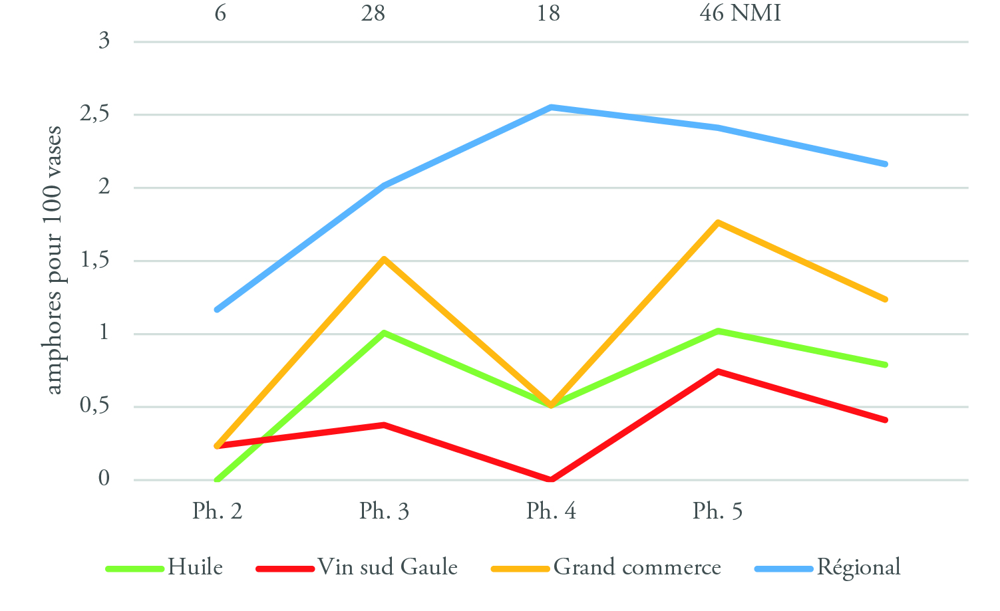 6 28 18 46 NMI
3
2,5
2
1,5
1
0,5
0
amphores pour 100 vases
Ph. 2 Ph. 3 Ph. 4 Ph. 5
Huile Vin sud Gaule Grand commerce Régional